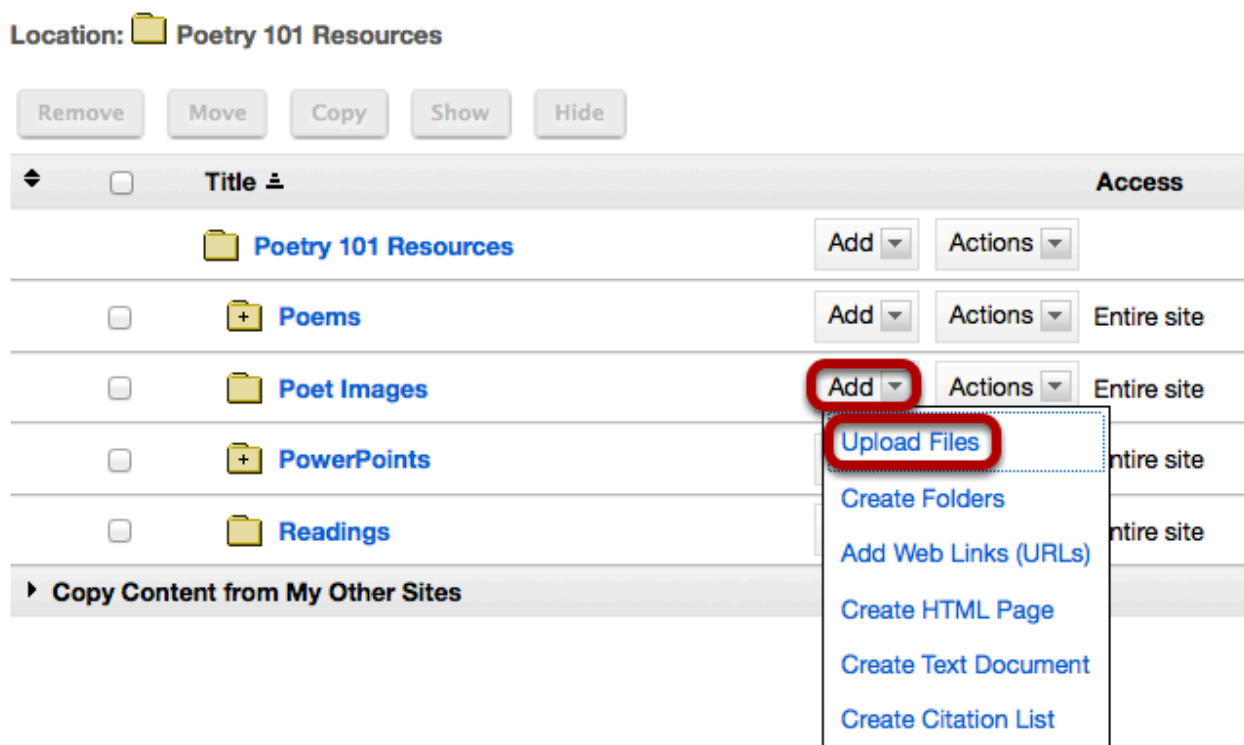 Location: Poetry 101 Resources
Remove Move Copy Show Hide
Title Access
Poetry 101 Resources Add Actions
Poems Add Actions Entire site
Poet Images Add Actions Entire site
Upload Files
PowerPoints ntire site
Create Folders
Readings ntire site
Add Web Links (URLs)
Copy Content from My Other Sites
Create HTML Page
Create Text Document
Create Citation List